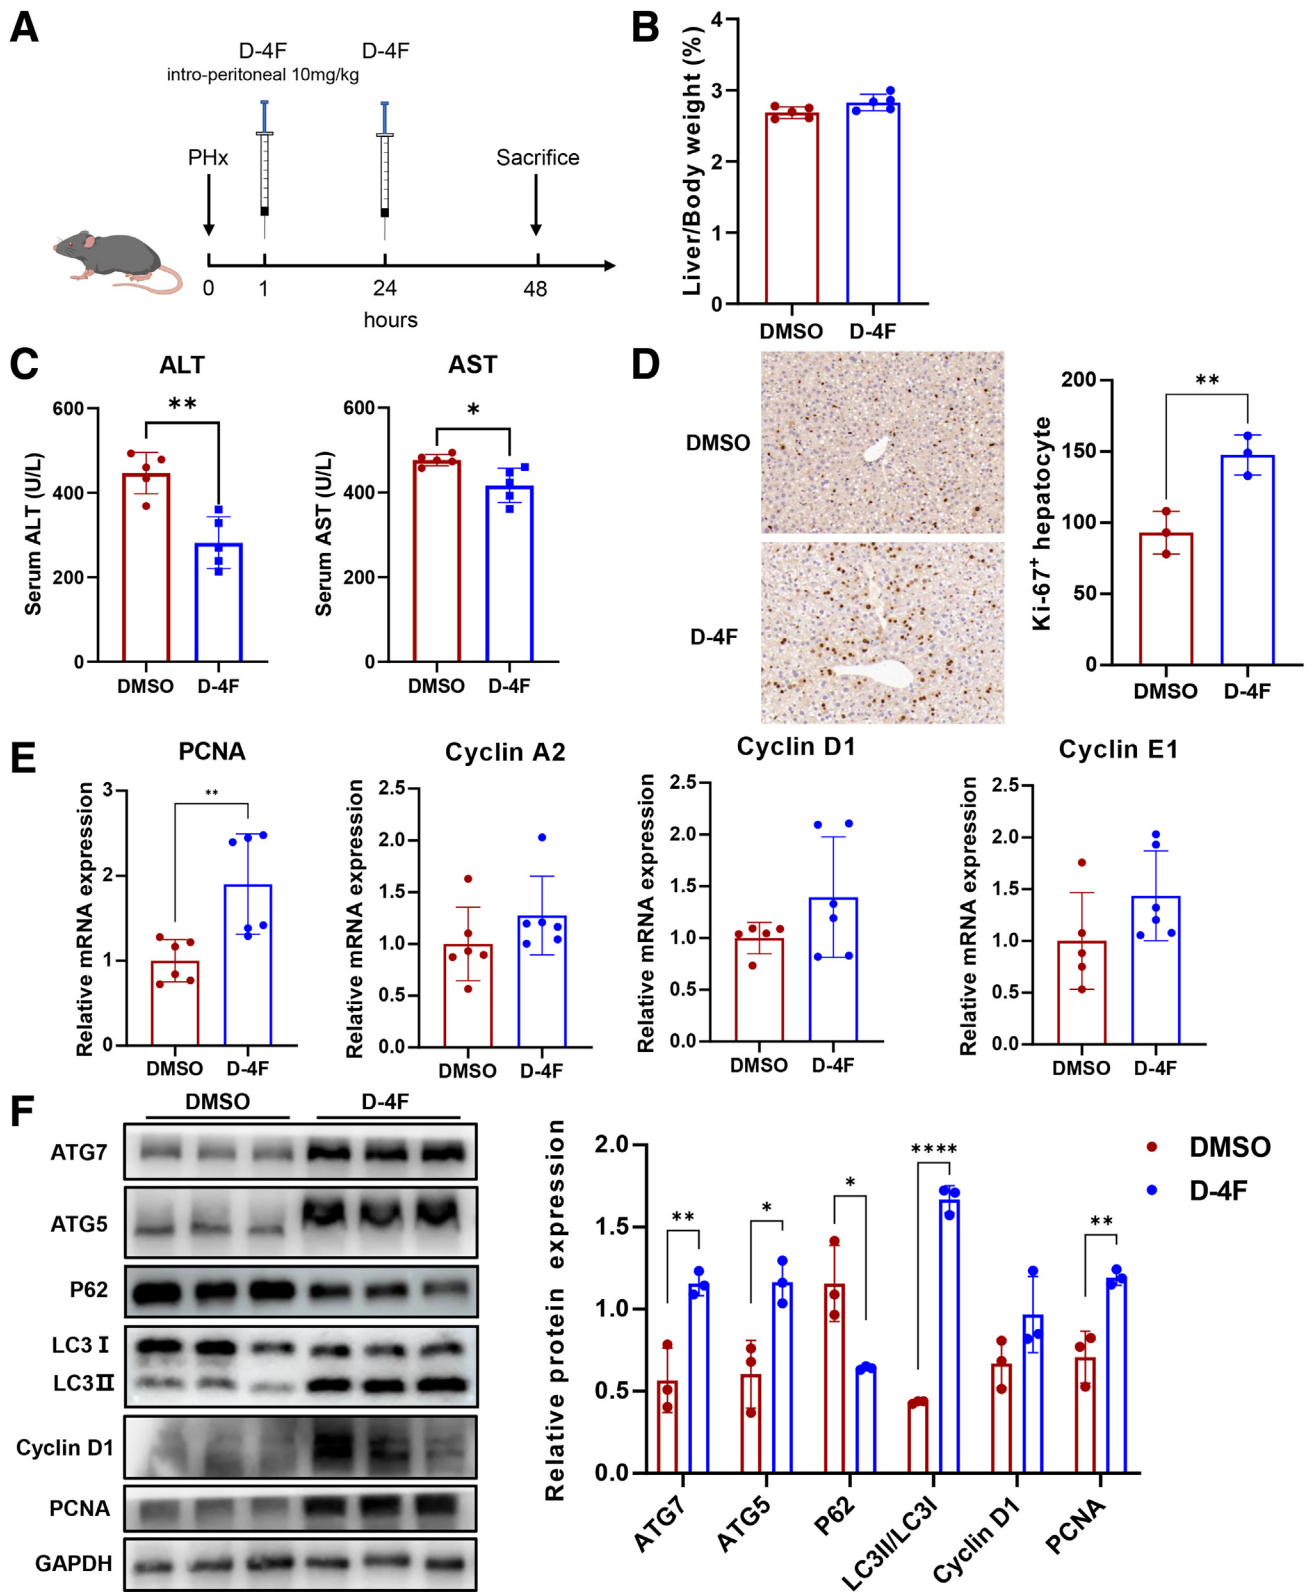 A
D-4F
D-4F
intro-peritoneal 10mg/kg
PHx
Sacrifice
0
1
24
48
hours
B
Liver/Body weight (%)
4
3
2
1
0
DMSO
D-4F
C
ALT
Serum ALT (U/L)
600
400
200
0
**
DMSO
D-4F
AST
Serum AST (U/L)
600
400
200
0
*
DMSO
D-4F
D
DMSO
D-4F
Ki-67+ hepatocyte
200
150
100
50
0
**
DMSO
D-4F
E
PCNA
Relative mRNA expression
3
2
1
0
**
DMSO
D-4F
Cyclin A2
Relative mRNA expression
2.5
2.0
1.5
1.0
0.5
0.0
DMSO
D-4F
Cyclin D1
Relative mRNA expression
2.5
2.0
1.5
1.0
0.5
0.0
DMSO
D-4F
Cyclin E1
Relative mRNA expression
2.5
2.0
1.5
1.0
0.5
0.0
DMSO
D-4F
F
DMSO
D-4F
ATG7
ATG5
P62
LC3 I
LC3 II
Cyclin D1
PCNA
GAPDH
Relative protein expression
2.0
1.5
1.0
0.5
0.0
**
*
*
****
**
ATG7
ATG5
P62
LC3II/LC3I
Cyclin D1
PCNA
DMSO
D-4F